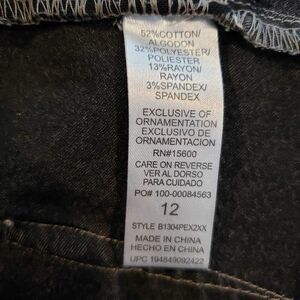 52%COTTON/
ALGODON
32%POLYESTER/
POLIESTER
13%RAYON/
RAYON
3%SPANDEX/
SPANDEX
EXCLUSIVE OF
ORNAMENTATION
EXCLUSIVO DE
ORNAMENTACION
RN#15600
CARE ON REVERSE
VER AL DORSO
PARA CUIDADO
PO# 100-00084563
12
STYLE B1304PEX2XX
MADE IN CHINA
HECHO EN CHINA
UPC 194849092422